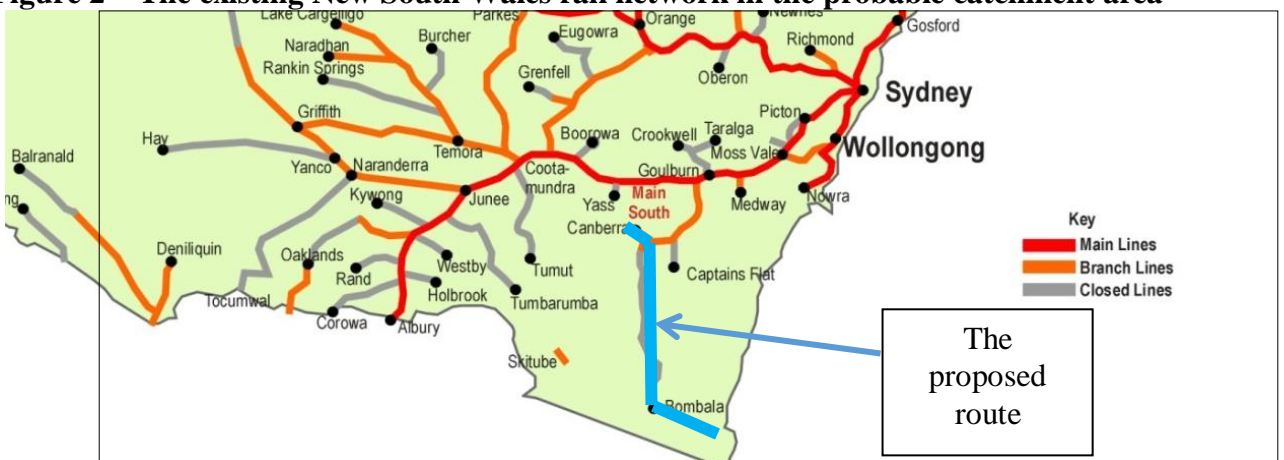 Figure 2 – The existing New South Wales rail network in the probable catchment area
Lake Cargelligo
Parkes
Orange
Newnes
Gosford
Naradhan
Burcher
Eugowra
Richmond
Rankin Springs
Grenfell
Oberon
Sydney
Griffith
Picton
Hay
Boorowa
Crookwell
Taralga
Balranald
Temora
Moss Vale
Wollongong
Yanco
Naranderra
Coota-
mundra
Goulburn
Kywong
Junee
Yass
Main
South
Medway
Nowra
ng
Canberra
Key
Deniliquin
Oaklands
Westby
Main Lines
Rand
Tumut
Captains Flat
Branch Lines
Tocumwal
Holbrook
Tumbarumba
Closed Lines
Corowa
Albury
Skitube
The
proposed
route
Bombala